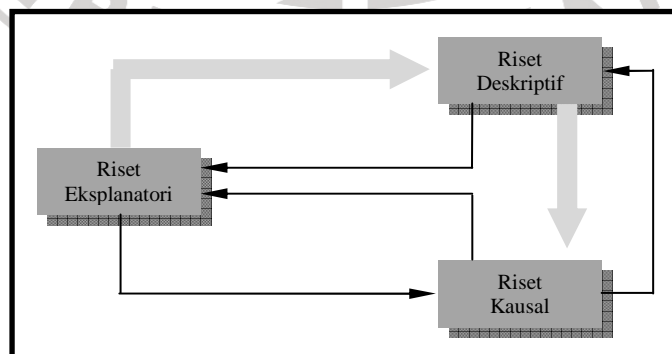 Riset
Deskriptif
Riset
Eksplanatori
Riset
Kausal